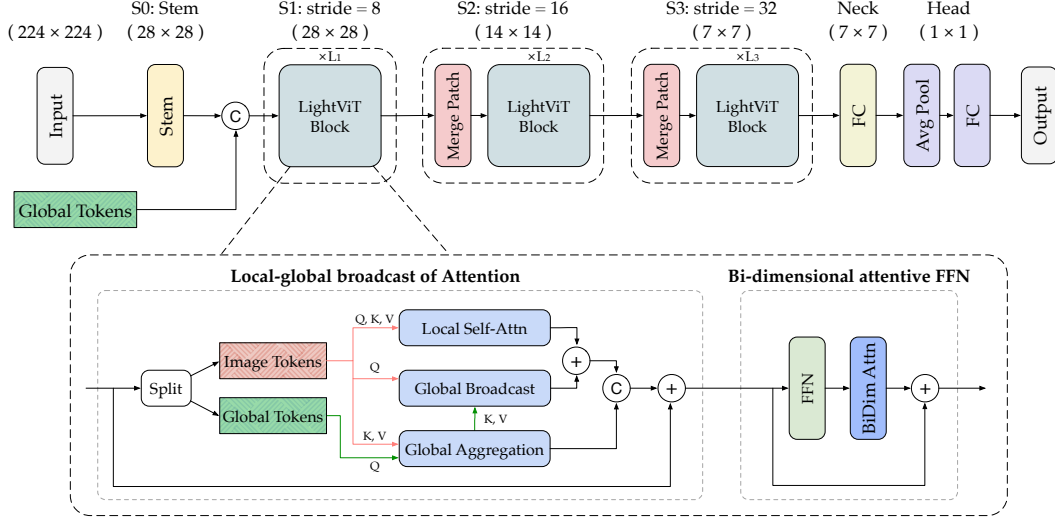 S0: Stem
S1: stride = 8
S2: stride = 16
S3: stride = 32
Neck
Head
( 224 × 224 )
( 28 × 28 )
( 28 × 28 )
( 14 × 14 )
( 7 × 7 )
( 7 × 7 )
( 1 × 1 )
Input
Stem
C
×L1
LightViT
Block
Merge Patch
×L2
LightViT
Block
Merge Patch
×L3
LightViT
Block
FC
Avg Pool
FC
Output
Global Tokens
Local-global broadcast of Attention
Bi-dimensional attentive FFN
Split
Image Tokens
Global Tokens
Q, K, V
Q
K, V
Q
Local Self-Attn
Global Broadcast
K, V
Global Aggregation
+
C
+
FFN
BiDim Attn
+